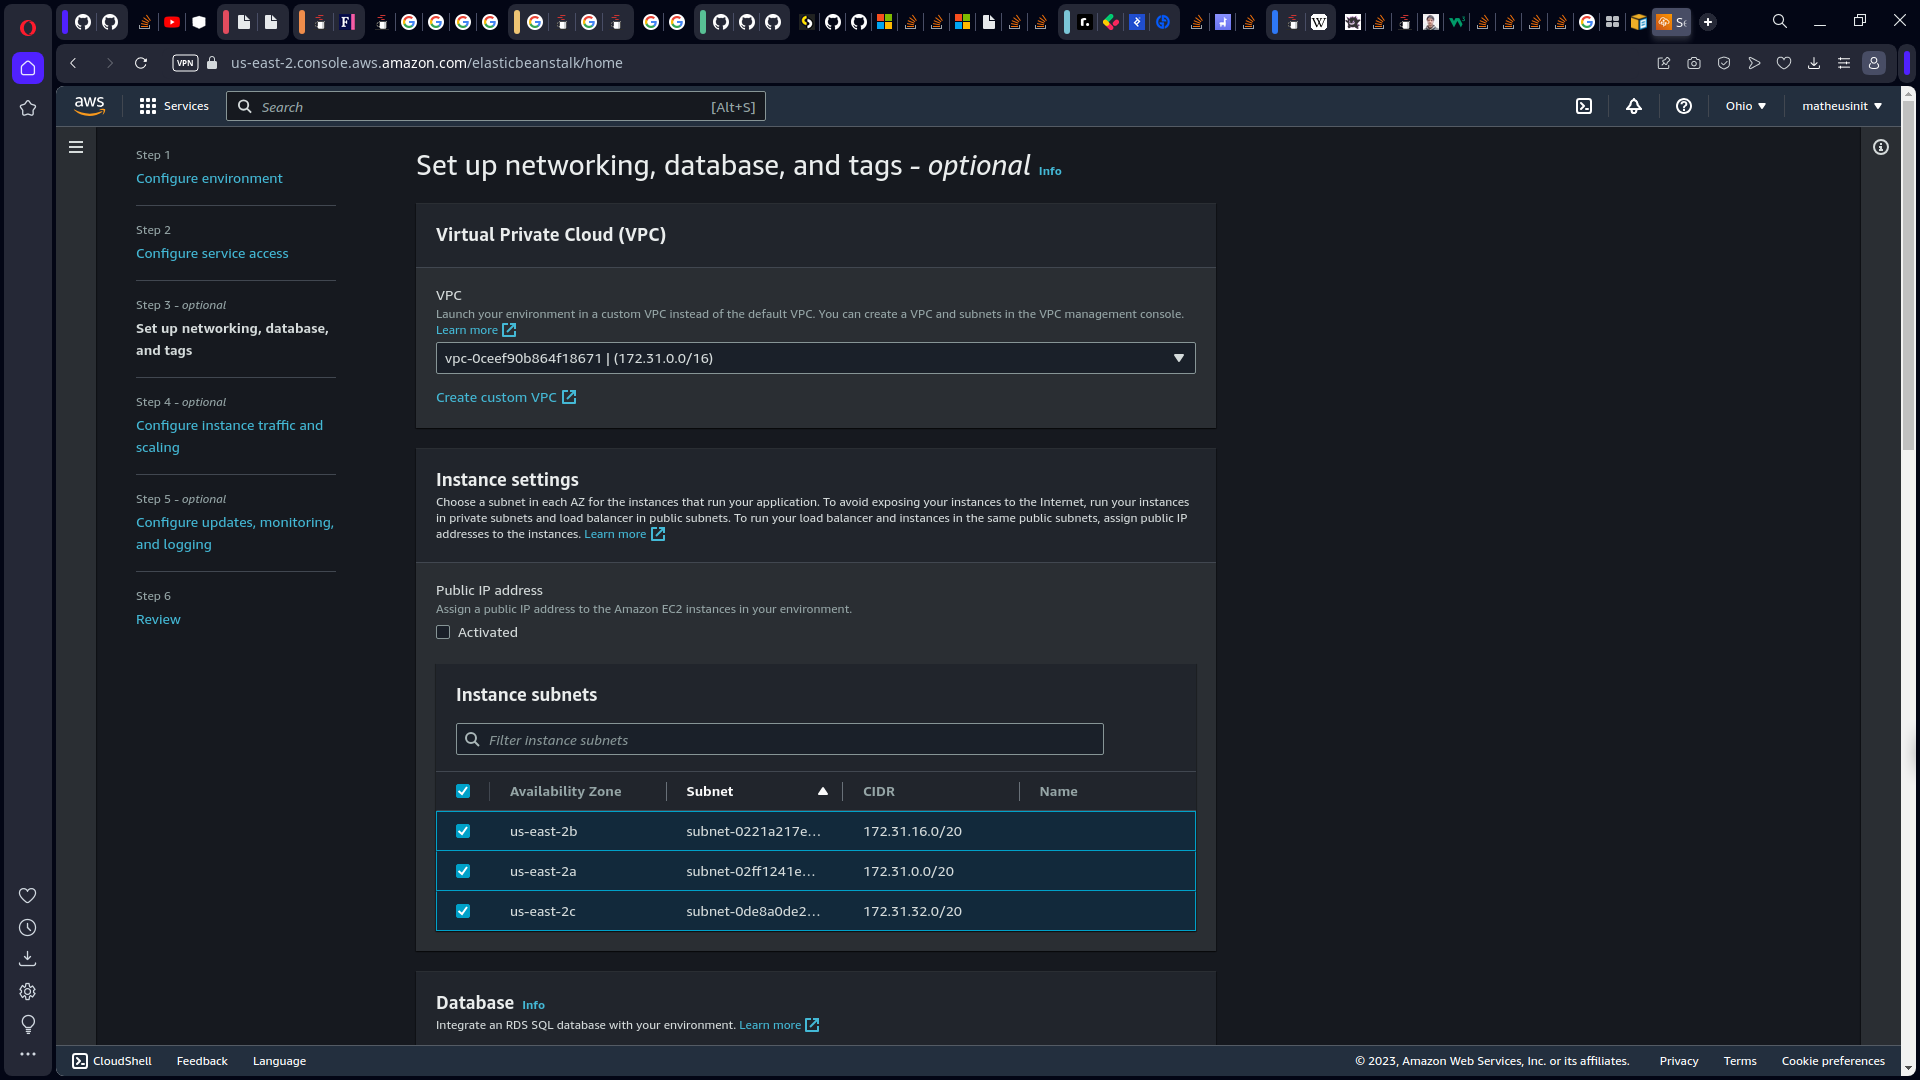 VPN
us-east-2.console.aws.amazon.com/elasticbeanstalk/home
aws
Services
Search
[Alt+S]
Ohio
matheusinit
Step 1
Configure environment
Step 2
Configure service access
Step 3 - optional
Set up networking, database,
and tags
Step 4 - optional
Configure instance traffic and
scaling
Step 5 - optional
Configure updates, monitoring,
and logging
Step 6
Review
Set up networking, database, and tags - optional Info
Virtual Private Cloud (VPC)
VPC
Launch your environment in a custom VPC instead of the default VPC. You can create a VPC and subnets in the VPC management console.
Learn more
vpc-0ceef90b864f18671 | (172.31.0.0/16)
Create custom VPC
Instance settings
Choose a subnet in each AZ for the instances that run your application. To avoid exposing your instances to the Internet, run your instances
in private subnets and load balancer in public subnets. To run your load balancer and instances in the same public subnets, assign public IP
addresses to the instances. Learn more
Public IP address
Assign a public IP address to the Amazon EC2 instances in your environment.
Activated
Instance subnets
Filter instance subnets
Availability Zone Subnet CIDR Name
us-east-2b subnet-0221a217e... 172.31.16.0/20
us-east-2a subnet-02ff1241e... 172.31.0.0/20
us-east-2c subnet-0de8a0de2... 172.31.32.0/20
Database Info
Integrate an RDS SQL database with your environment. Learn more
CloudShell Feedback Language
© 2023, Amazon Web Services, Inc. or its affiliates. Privacy Terms Cookie preferences